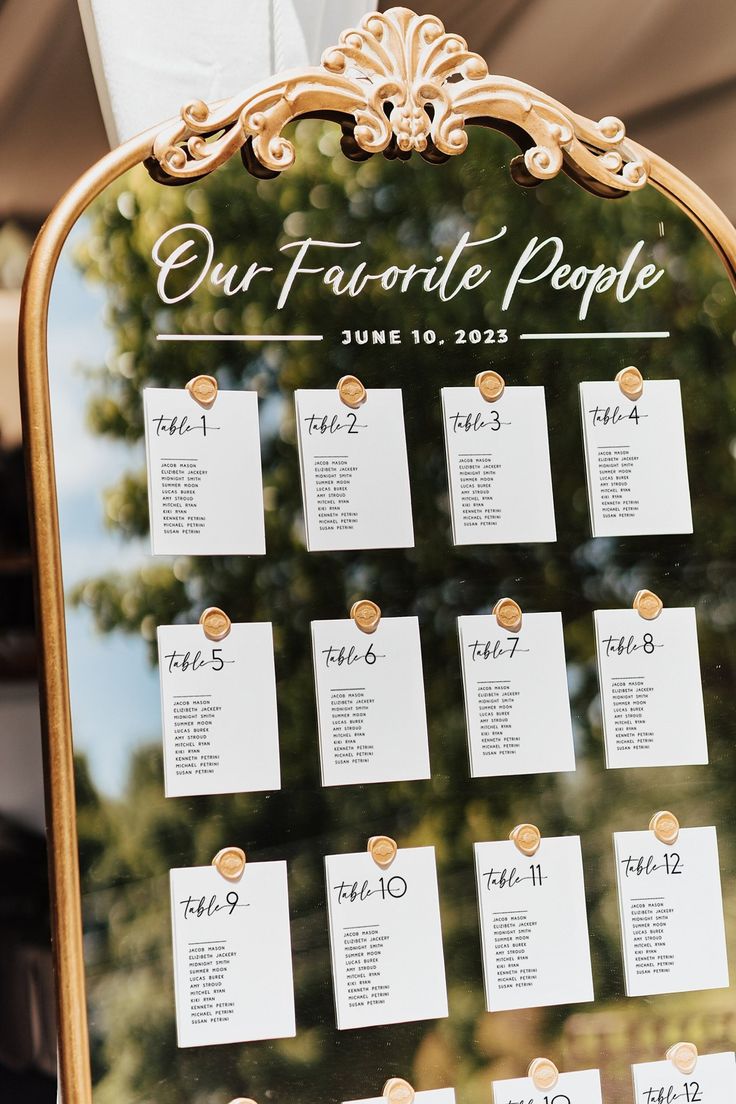 Our Favorite People
JUNE 10, 2023
table 1
JACOB MASON
ELIZIBETH JACKERY
MIDNIGHT SMITH
SUMMER MOON
LUCAS BUREK
AMY STROUD
MITCHEL RYAN
KIKI RYAN
KENNETH PETRINI
MICHAEL PETRINI
SUSAN PETRINI
table 2
JACOB MASON
ELIZIBETH JACKERY
MIDNIGHT SMITH
SUMMER MOON
LUCAS BUREK
AMY STROUD
MITCHEL RYAN
KIKI RYAN
KENNETH PETRINI
MICHAEL PETRINI
SUSAN PETRINI
table 3
JACOB MASON
ELIZIBETH JACKERY
MIDNIGHT SMITH
SUMMER MOON
LUCAS BUREK
AMY STROUD
MITCHEL RYAN
KIKI RYAN
KENNETH PETRINI
MICHAEL PETRINI
SUSAN PETRINI
table 4
JACOB MASON
ELIZIBETH JACKERY
MIDNIGHT SMITH
SUMMER MOON
LUCAS BUREK
AMY STROUD
MITCHEL RYAN
KIKI RYAN
KENNETH PETRINI
MICHAEL PETRINI
SUSAN PETRINI
table 5
JACOB MASON
ELIZIBETH JACKERY
MIDNIGHT SMITH
SUMMER MOON
LUCAS BUREK
AMY STROUD
MITCHEL RYAN
KIKI RYAN
KENNETH PETRINI
MICHAEL PETRINI
SUSAN PETRINI
table 6
JACOB MASON
ELIZIBETH JACKERY
MIDNIGHT SMITH
SUMMER MOON
LUCAS BUREK
AMY STROUD
MITCHEL RYAN
KIKI RYAN
KENNETH PETRINI
MICHAEL PETRINI
SUSAN PETRINI
table 7
JACOB MASON
ELIZIBETH JACKERY
MIDNIGHT SMITH
SUMMER MOON
LUCAS BUREK
AMY STROUD
MITCHEL RYAN
KIKI RYAN
KENNETH PETRINI
MICHAEL PETRINI
SUSAN PETRINI
table 8
JACOB MASON
ELIZIBETH JACKERY
MIDNIGHT SMITH
SUMMER MOON
LUCAS BUREK
AMY STROUD
MITCHEL RYAN
KIKI RYAN
KENNETH PETRINI
MICHAEL PETRINI
SUSAN PETRINI
table 9
JACOB MASON
ELIZIBETH JACKERY
MIDNIGHT SMITH
SUMMER MOON
LUCAS BUREK
AMY STROUD
MITCHEL RYAN
KIKI RYAN
KENNETH PETRINI
MICHAEL PETRINI
SUSAN PETRINI
table 10
JACOB MASON
ELIZIBETH JACKERY
MIDNIGHT SMITH
SUMMER MOON
LUCAS BUREK
AMY STROUD
MITCHEL RYAN
KIKI RYAN
KENNETH PETRINI
MICHAEL PETRINI
SUSAN PETRINI
table 11
JACOB MASON
ELIZIBETH JACKERY
MIDNIGHT SMITH
SUMMER MOON
LUCAS BUREK
AMY STROUD
MITCHEL RYAN
KIKI RYAN
KENNETH PETRINI
MICHAEL PETRINI
SUSAN PETRINI
table 12
JACOB MASON
ELIZIBETH JACKERY
MIDNIGHT SMITH
SUMMER MOON
LUCAS BUREK
AMY STROUD
MITCHEL RYAN
KIKI RYAN
KENNETH PETRINI
MICHAEL PETRINI
SUSAN PETRINI
table 12